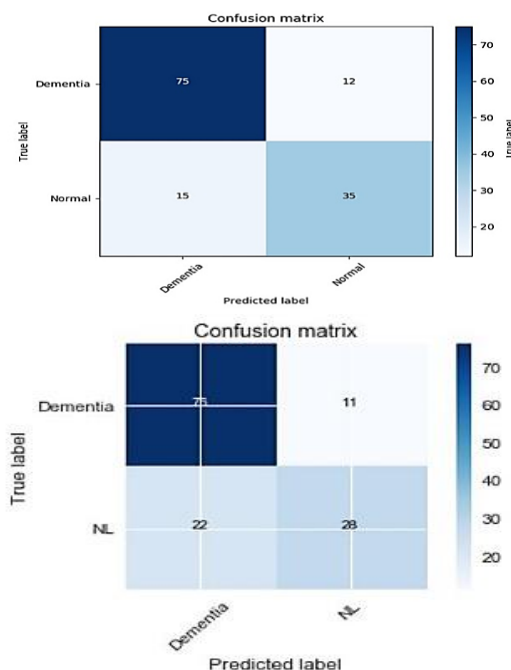 Confusion matrix
True label
Dementia
75
12
Normal
15
35
Dementia
Normal
Predicted label
70
60
50
40
30
20
True label
Confusion matrix
True label
Dementia
11
NL
22
28
Dementia
NL
Predicted label
70
60
50
40
30
20